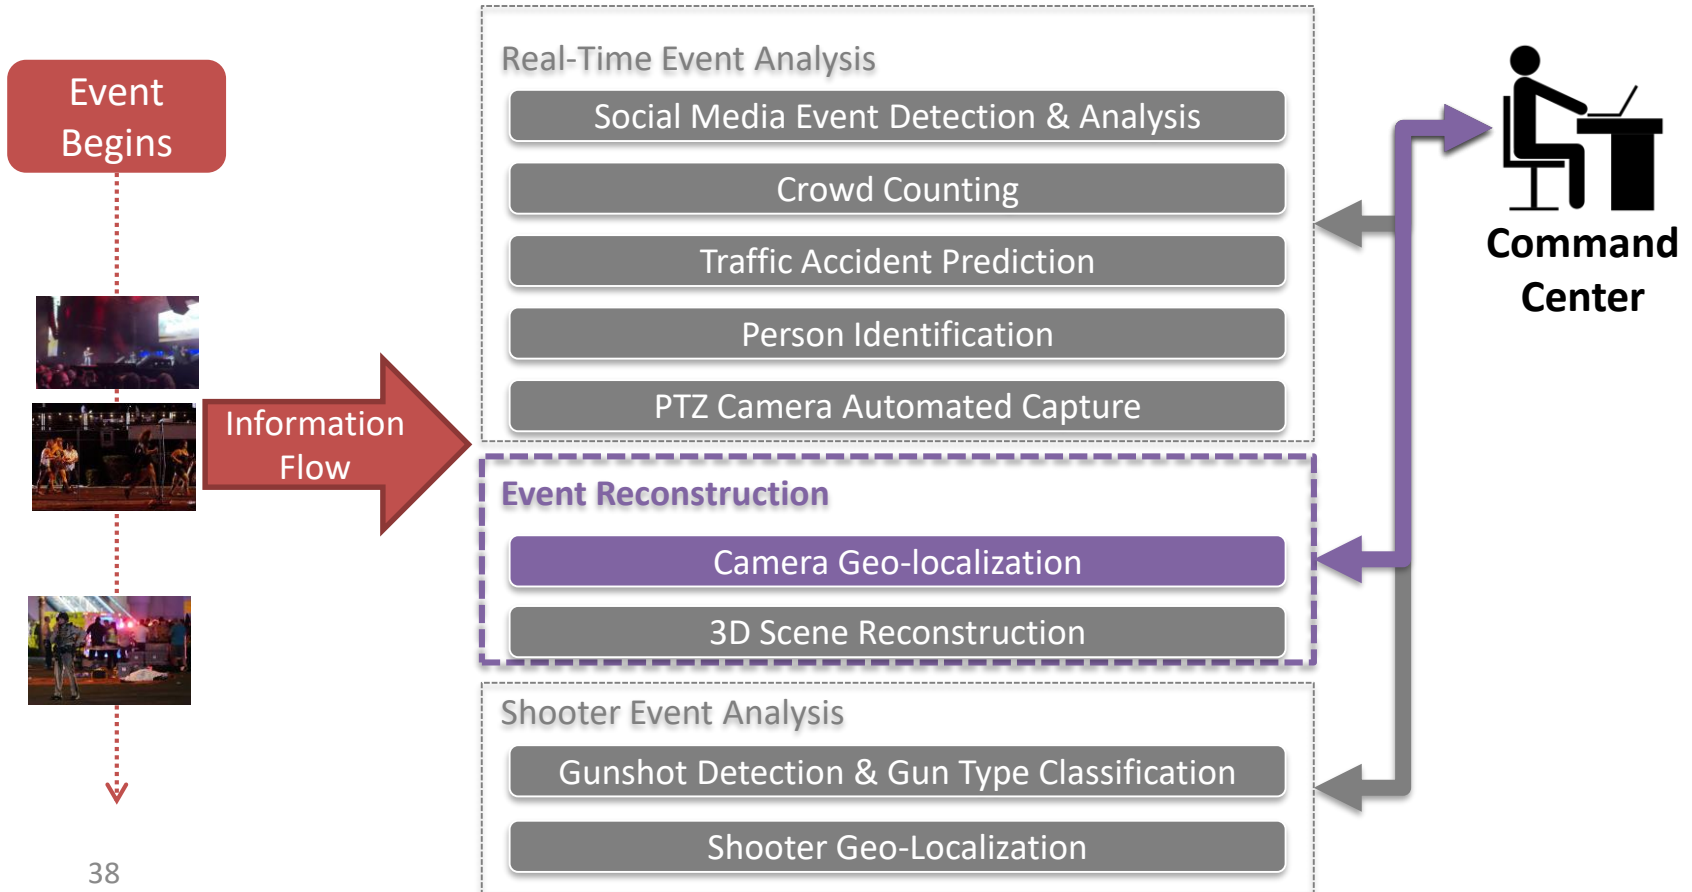 Event
Begins
Information
Flow
Real-Time Event Analysis
Social Media Event Detection & Analysis
Crowd Counting
Traffic Accident Prediction
Person Identification
PTZ Camera Automated Capture
Event Reconstruction
Camera Geo-localization
3D Scene Reconstruction
Shooter Event Analysis
Gunshot Detection & Gun Type Classification
Shooter Geo-Localization
Command
Center
38